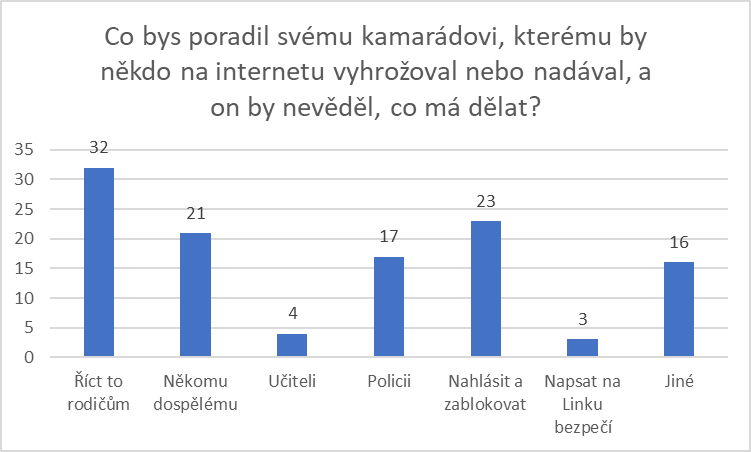 Co bys poradil svému kamarádovi, kterému by
někdo na internetu vyhrožoval nebo nadával, a
on by nevěděl, co má dělat?
35
30
25
20
15
10
5
0
32
21
4
17
23
3
16
Říct to
rodičům
Někomu
dospělému
Učiteli
Policii
Nahlásit a
zablokovat
Napsat na
Linku
bezpečí
Jiné